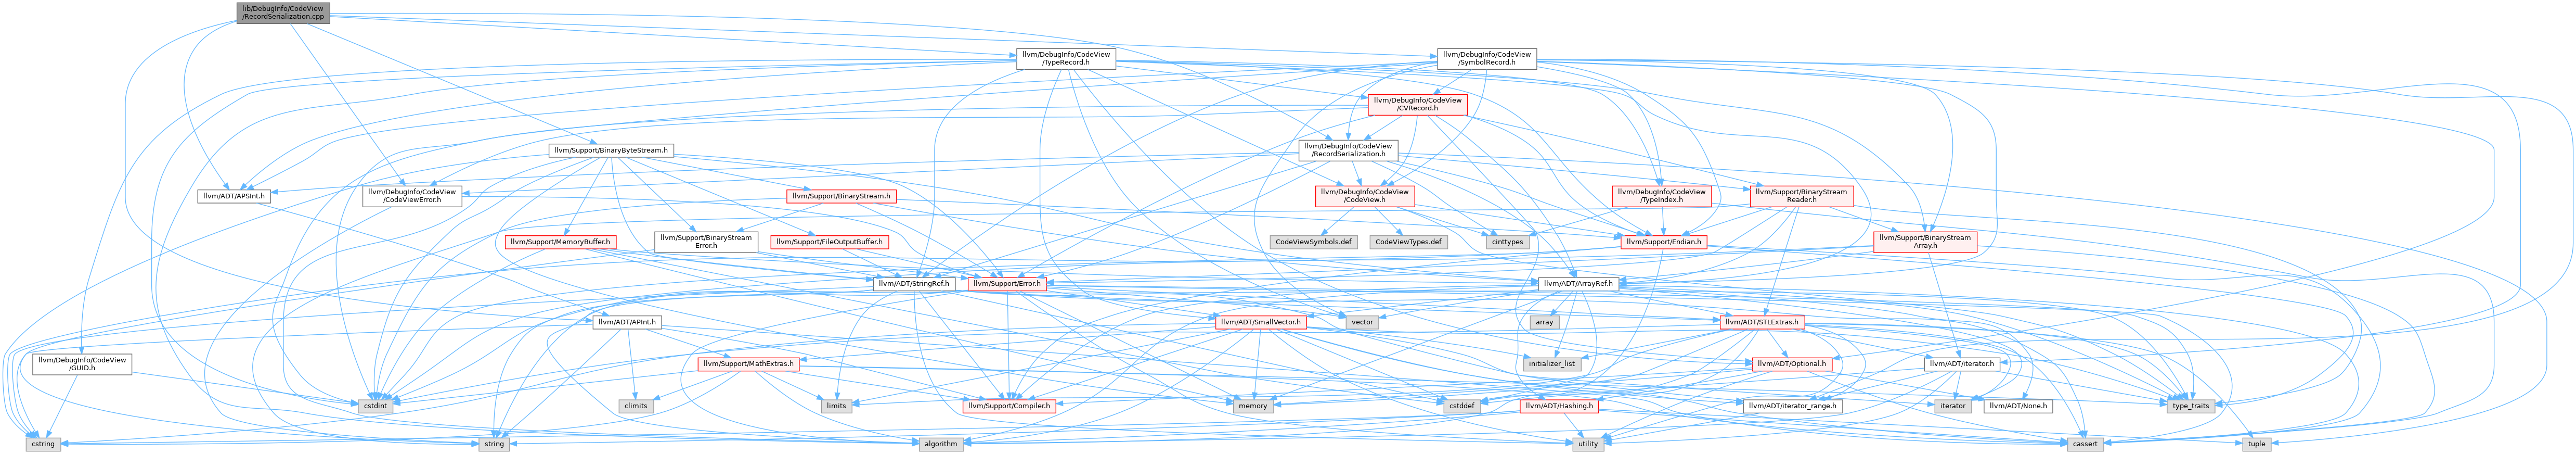 lib/DebugInfo/CodeView
/RecordSerialization.cpp
llvm/DebugInfo/CodeView
/TypeRecord.h
llvm/DebugInfo/CodeView
/SymbolRecord.h
llvm/DebugInfo/CodeView
/CVRecord.h
llvm/Support/BinaryByteStream.h
llvm/DebugInfo/CodeView
/RecordSerialization.h
llvm/ADT/APSInt.h
llvm/DebugInfo/CodeView
/CodeViewError.h
llvm/Support/BinaryStream.h
llvm/DebugInfo/CodeView
/CodeView.h
llvm/DebugInfo/CodeView
/TypeIndex.h
llvm/Support/BinaryStream
Reader.h
llvm/Support/MemoryBuffer.h
llvm/Support/BinaryStream
Error.h
llvm/Support/FileOutputBuffer.h
CodeViewSymbols.def
CodeViewTypes.def
cinttypes
llvm/Support/Endian.h
llvm/Support/BinaryStream
Array.h
llvm/ADT/StringRef.h
llvm/Support/Error.h
llvm/ADT/ArrayRef.h
llvm/ADT/APInt.h
llvm/ADT/SmallVector.h
vector
array
llvm/ADT/STLExtras.h
llvm/DebugInfo/CodeView
/GUID.h
llvm/Support/MathExtras.h
initializer_list
llvm/ADT/Optional.h
llvm/ADT/iterator.h
cstdint
climits
limits
llvm/Support/Compiler.h
memory
cstddef
llvm/ADT/Hashing.h
llvm/ADT/iterator_range.h
iterator
llvm/ADT/None.h
type_traits
cstring
string
algorithm
utility
cassert
tuple